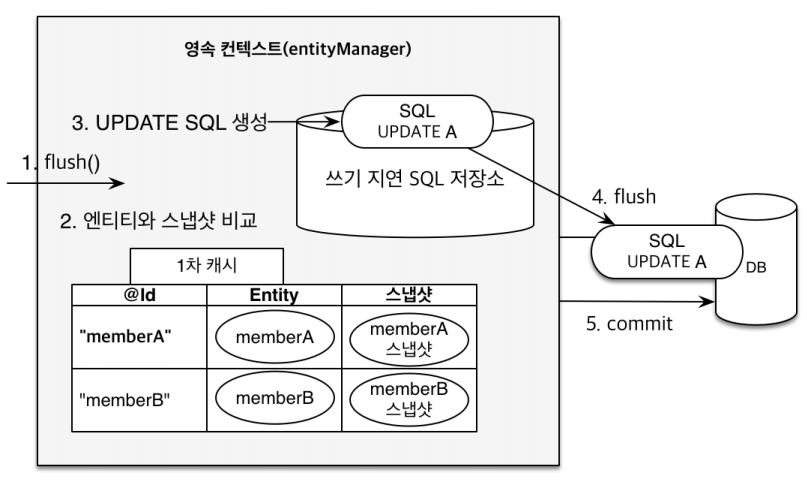 영속 컨텍스트(entityManager)
3. UPDATE SQL 생성
SQL
UPDATE A
1. flush()
쓰기 지연 SQL 저장소
4. flush
2. 엔티티와 스냅샷 비교
SQL
UPDATE A
DB
1차 캐시
@Id Entity 스냅샷
5. commit
"memberA" memberA memberA
스냅샷
"memberB" memberB memberB
스냅샷